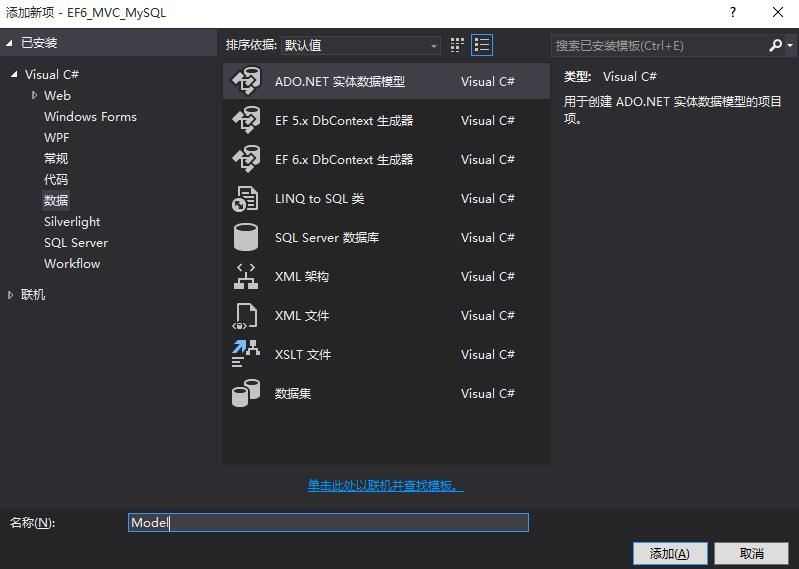 添加新项 - EF6_MVC_MySQL
?
已安装
Visual C#
Web
Windows Forms
WPF
常规
代码
数据
Silverlight
SQL Server
Workflow
联机
排序依据: 默认值
ADO.NET 实体数据模型 Visual C#
EF 5.x DbContext 生成器 Visual C#
EF 6.x DbContext 生成器 Visual C#
LINQ to SQL 类 Visual C#
SQL Server 数据库 Visual C#
XML 架构 Visual C#
XML 文件 Visual C#
XSLT 文件 Visual C#
数据集 Visual C#
单击此处以联机并查找模板。
搜索已安装模板(Ctrl+E)
类型: Visual C#
用于创建 ADO.NET 实体数据模型的项目
项。
名称(N): Model
添加(A) 取消